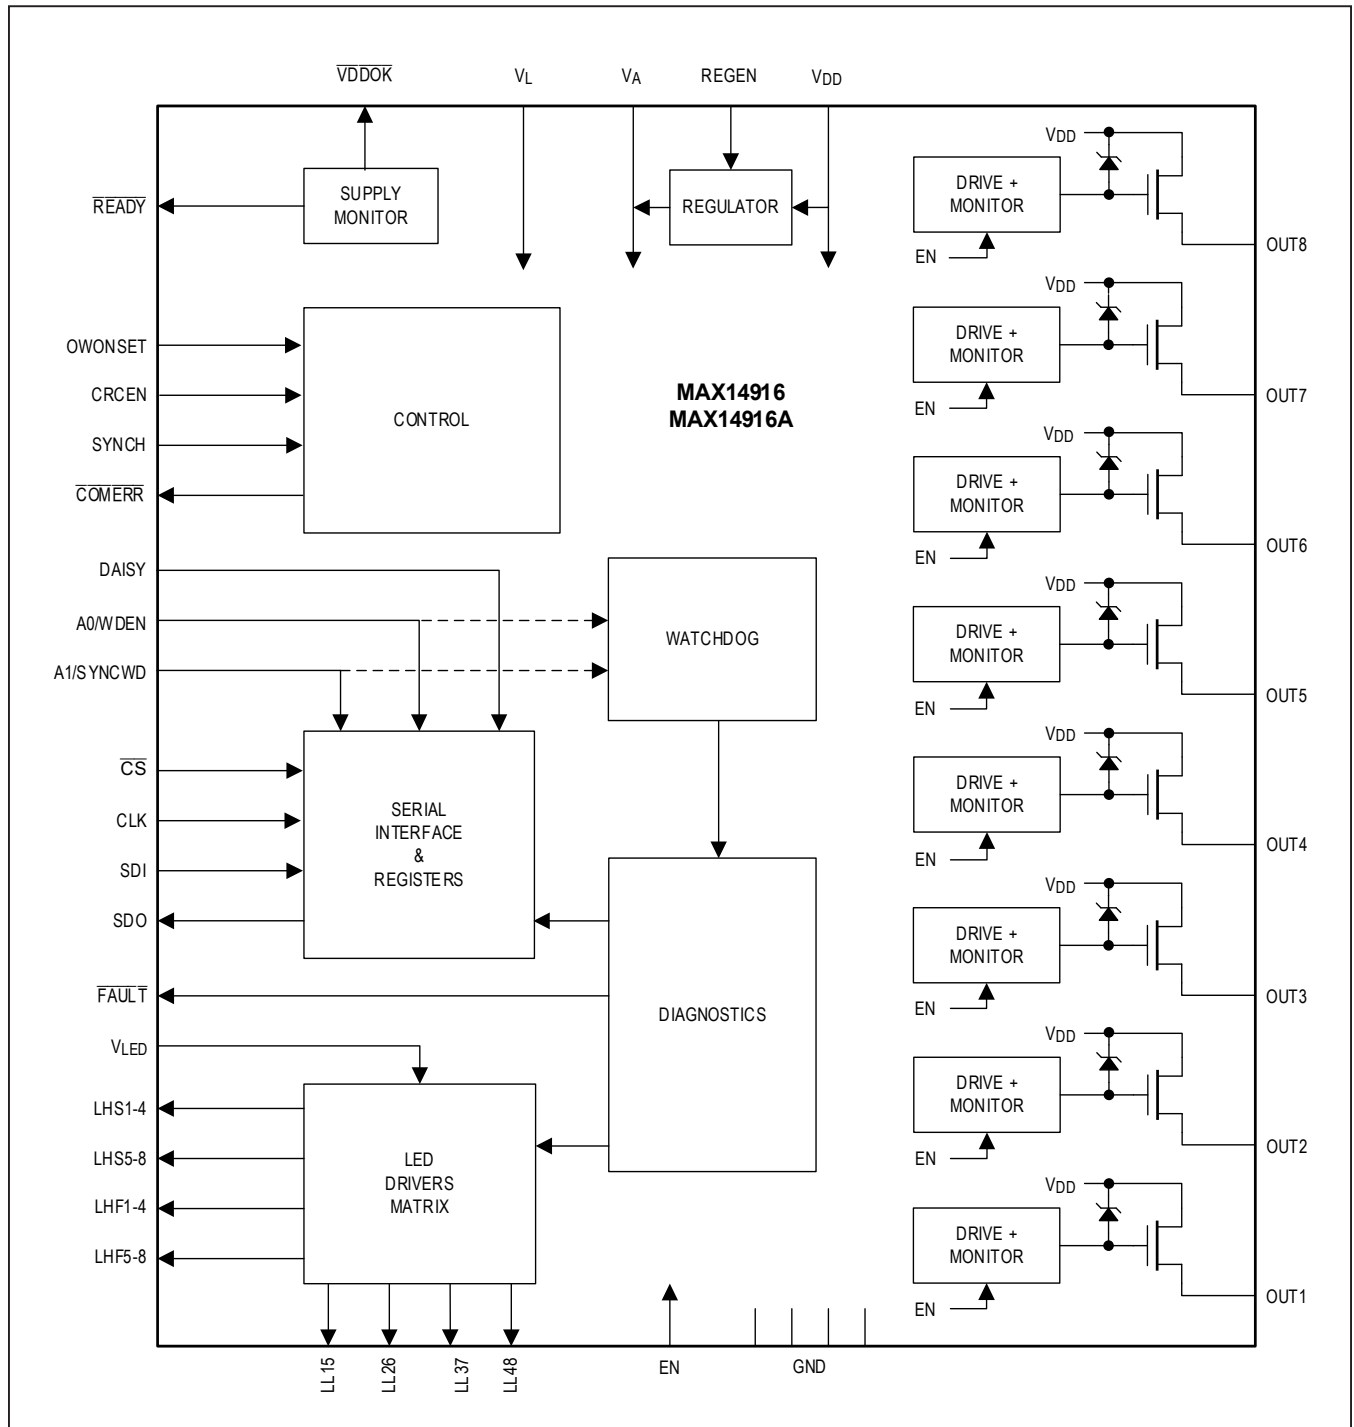 VDDOK
VL
VA
REGEN
VDD
READY
SUPPLY
MONITOR
REGULATOR
OWONSET
CRCEN
SYNCH
COMERR
CONTROL
MAX14916
MAX14916A
DAISY
A0/WDEN
A1/SYNCWD
WATCHDOG
CS
CLK
SDI
SDO
SERIAL
INTERFACE
&
REGISTERS
FAULT
VLED
DIAGNOSTICS
LHS1-4
LHS5-8
LHF1-4
LHF5-8
LED
DRIVERS
MATRIX
LL15
LL26
LL37
LL48
EN
GND
VDD
DRIVE +
MONITOR
EN
OUT8
VDD
DRIVE +
MONITOR
EN
OUT7
VDD
DRIVE +
MONITOR
EN
OUT6
VDD
DRIVE +
MONITOR
EN
OUT5
VDD
DRIVE +
MONITOR
EN
OUT4
VDD
DRIVE +
MONITOR
EN
OUT3
VDD
DRIVE +
MONITOR
EN
OUT2
VDD
DRIVE +
MONITOR
EN
OUT1